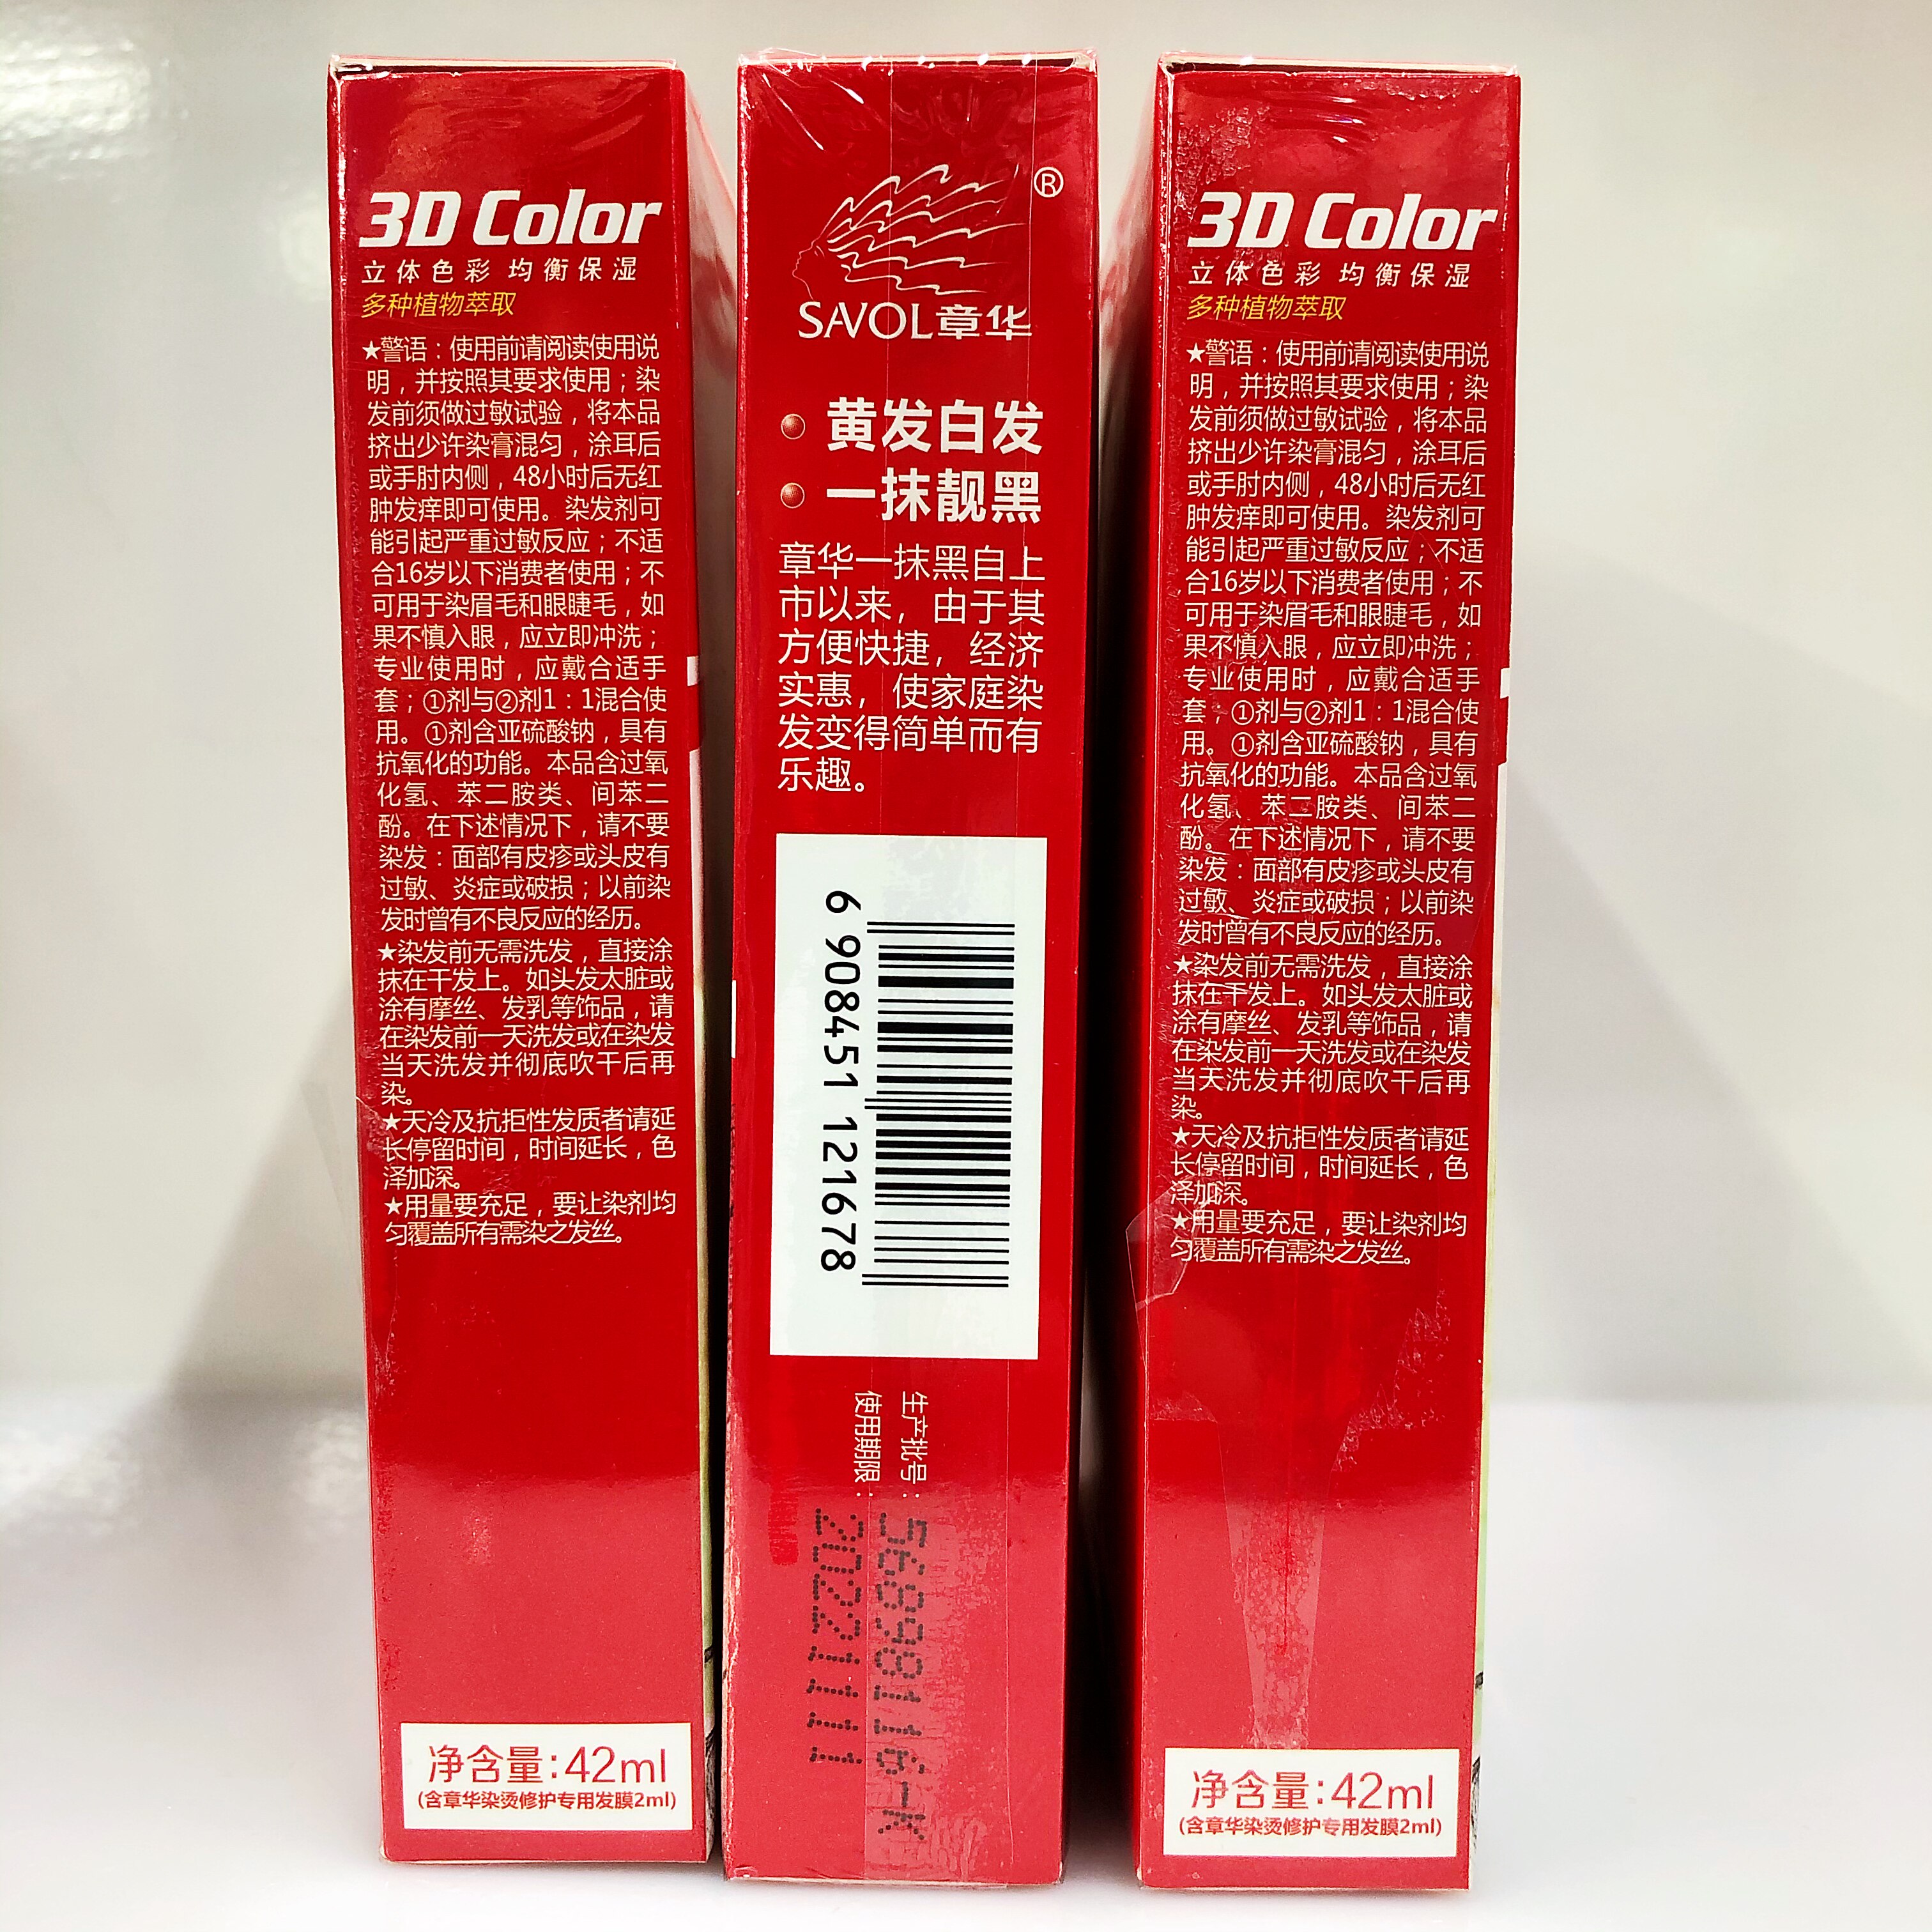 3D Color
立体色彩 均衡保湿
多种植物萃取
★警语：使用前请阅读使用说
明，并按照其要求使用；染
发前须做过敏试验，将本品
挤出少许染膏混匀，涂耳后
或手肘内侧，48小时后无红
肿发痒即可使用。染发剂可
能引起严重过敏反应；不适
合16岁以下消费者使用；不
可用于染眉毛和眼睫毛，如
果不慎入眼，应立即冲洗；
专业使用时，应戴合适手
套；①剂与②剂1：1混合使
用。①剂含亚硫酸钠，具有
抗氧化的功能。本品含过氧
化氢、苯二胺类、间苯二
酚。在下述情况下，请不要
染发：面部有皮疹或头皮有
过敏、炎症或破损；以前染
发时曾有不良反应的经历。
★染发前无需洗发，直接涂
抹在干发上。如头发太脏或
涂有摩丝、发乳等饰品，请
在染发前一天洗发或在染发
当天洗发并彻底吹干后再
染。
★天冷及抗拒性发质者请延
长停留时间，时间延长，色
泽加深。
★用量要充足，要让染剂均
匀覆盖所有需染之发丝。
净含量:42ml
(含章华染烫修护专用发膜2ml)
®
SAVOL章华
黄发白发
一抹靓黑
章华一抹黑自上
市以来，由于其
方便快捷，经济
实惠，使家庭染
发变得简单而有
乐趣。
6 908451 121678
生产批号：568398116-K
使用期限：20221111
3D Color
立体色彩 均衡保湿
多种植物萃取
★警语：使用前请阅读使用说
明，并按照其要求使用；染
发前须做过敏试验，将本品
挤出少许染膏混匀，涂耳后
或手肘内侧，48小时后无红
肿发痒即可使用。染发剂可
能引起严重过敏反应；不适
合16岁以下消费者使用；不
可用于染眉毛和眼睫毛，如
果不慎入眼，应立即冲洗；
专业使用时，应戴合适手
套；①剂与②剂1：1混合使
用。①剂含亚硫酸钠，具有
抗氧化的功能。本品含过氧
化氢、苯二胺类、间苯二
酚。在下述情况下，请不要
染发：面部有皮疹或头皮有
过敏、炎症或破损；以前染
发时曾有不良反应的经历。
★染发前无需洗发，直接涂
抹在干发上。如头发太脏或
涂有摩丝、发乳等饰品，请
在染发前一天洗发或在染发
当天洗发并彻底吹干后再
染。
★天冷及抗拒性发质者请延
长停留时间，时间延长，色
泽加深。
★用量要充足，要让染剂均
匀覆盖所有需染之发丝。
净含量:42ml
(含章华染烫修护专用发膜2ml)